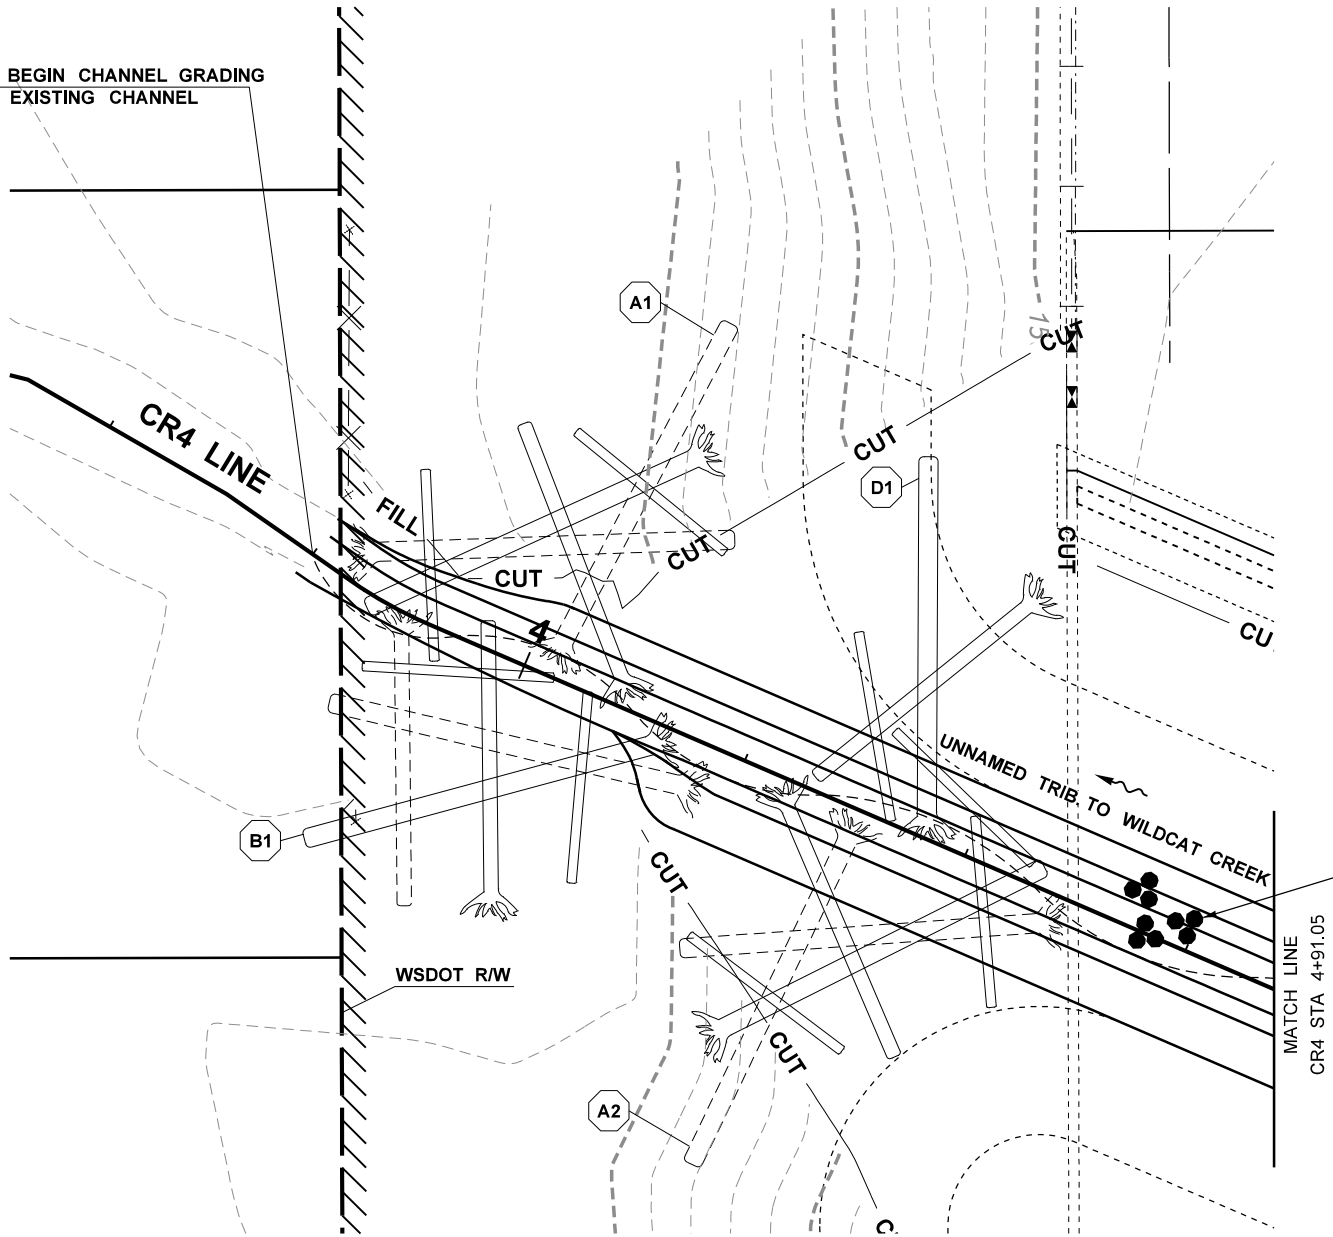 BEGIN CHANNEL GRADING
EXISTING CHANNEL
A1
15
CUT
CR4 LINE
CUT
D1
FILL
CUT
CUT
CUT
4
CU
UNNAMED TRIB. TO WILDCAT CREEK
B1
CUT
WSDOT R/W
MATCH LINE
CR4 STA 4+91.05
CUT
A2
C